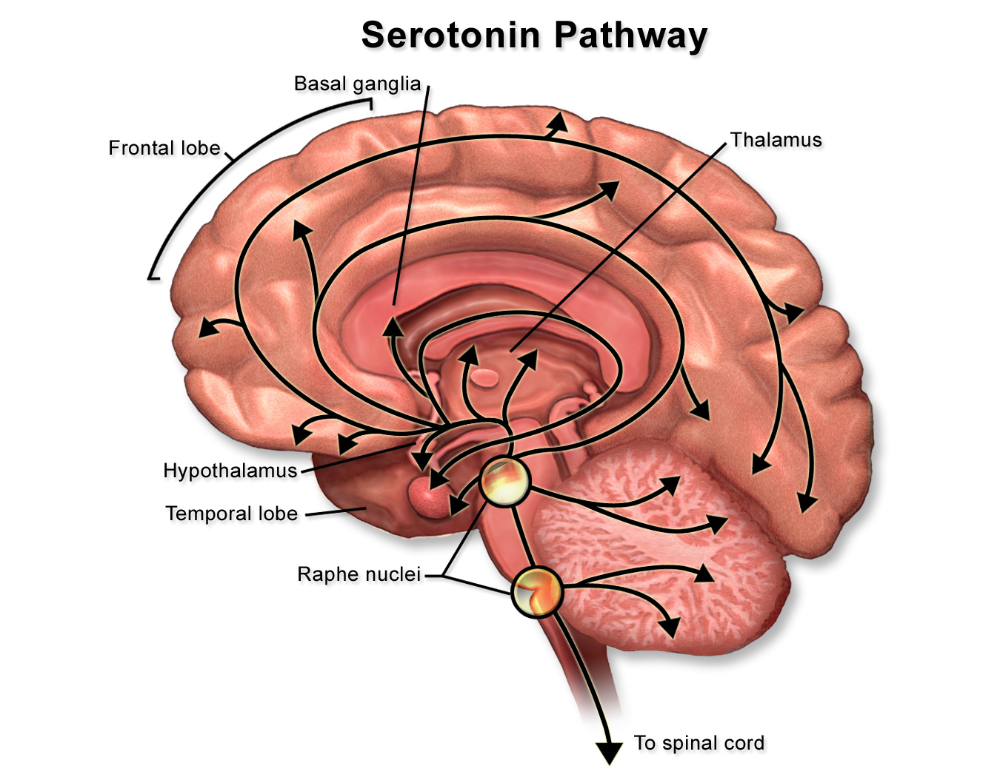 Serotonin Pathway
Basal ganglia
Frontal lobe
Thalamus
Hypothalamus
Temporal lobe
Raphe nuclei
To spinal cord